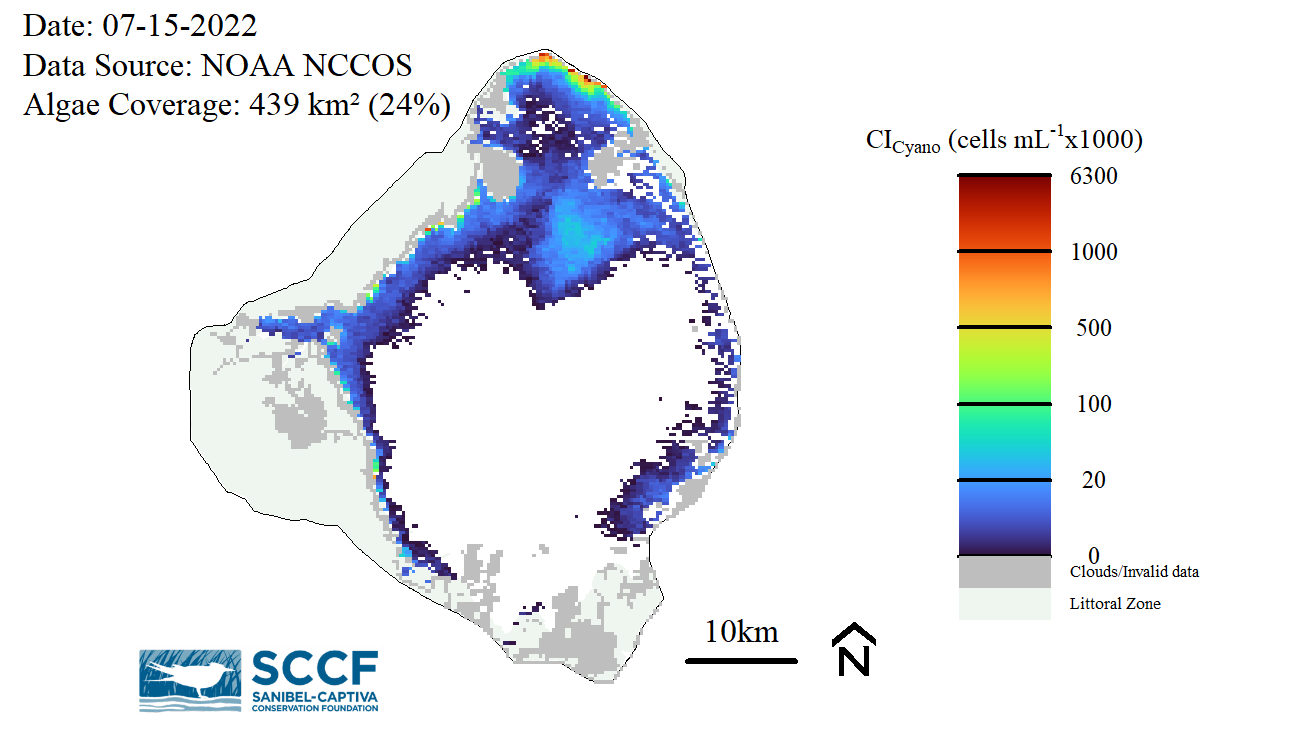 Date: 07-15-2022
Data Source: NOAA NCCOS
Algae Coverage: 439 km² (24%)
CICyano (cells mL-1x1000)
6300
1000
500
100
20
0
Clouds/Invalid data
Littoral Zone
10km
N
SCCF
SANIBEL-CAPTIVA
CONSERVATION FOUNDATION